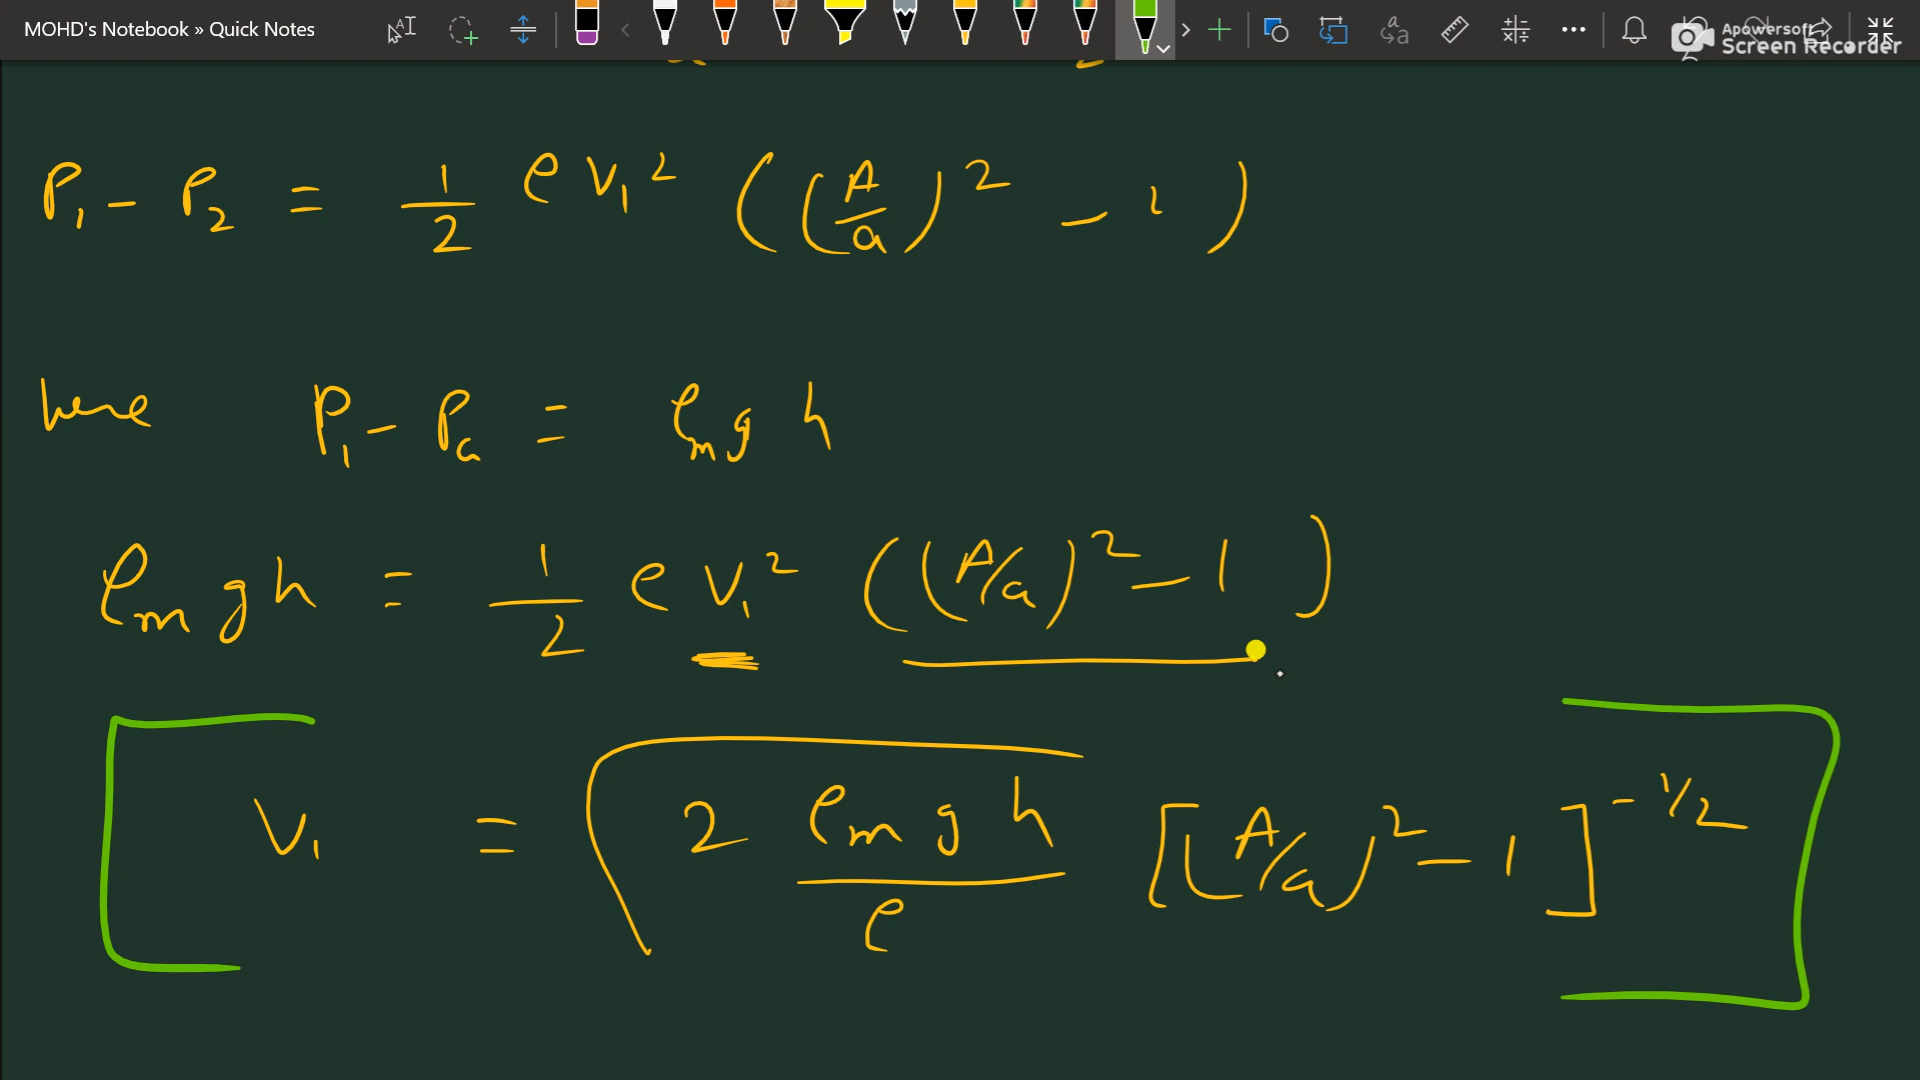 MOHD's Notebook » Quick Notes
Apowersoft
Screen Recorder
P₁ - P₂ = 1/2 ρ V₁² ((A/a)² - 1)
here P₁ - Pₐ = ρₘ g h
ρₘ g h = 1/2 ρ V₁² ((A/a)² - 1)
V₁ = √(2 ρₘ g h / ρ) [(A/a)² - 1]^(-1/2)